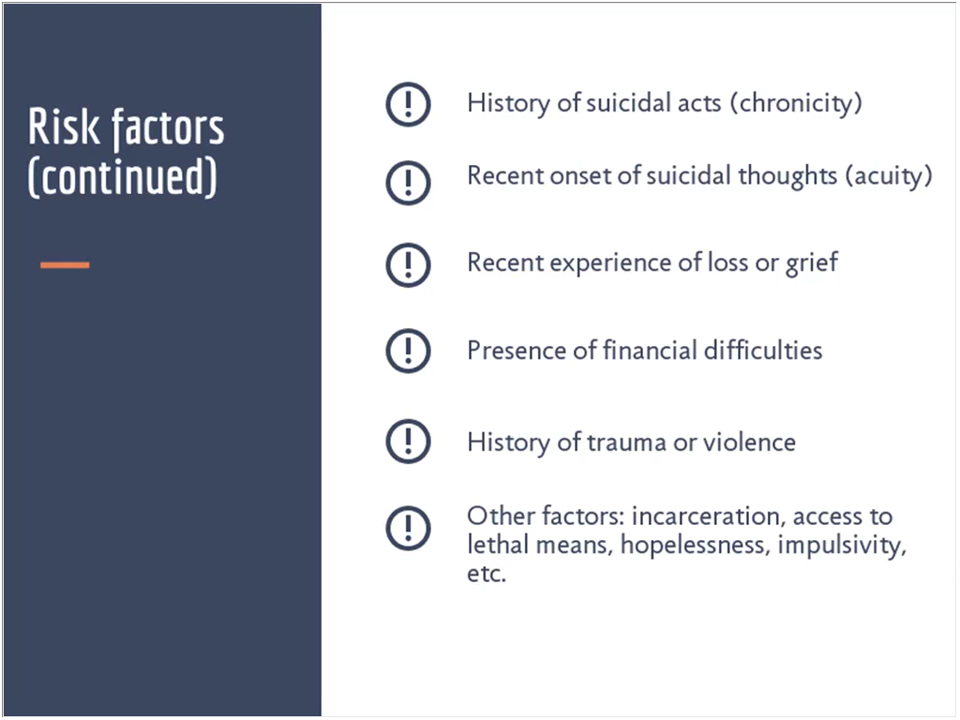 Risk factors
(continued)
History of suicidal acts (chronicity)
Recent onset of suicidal thoughts (acuity)
Recent experience of loss or grief
Presence of financial difficulties
History of trauma or violence
Other factors: incarceration, access to
lethal means, hopelessness, impulsivity,
etc.